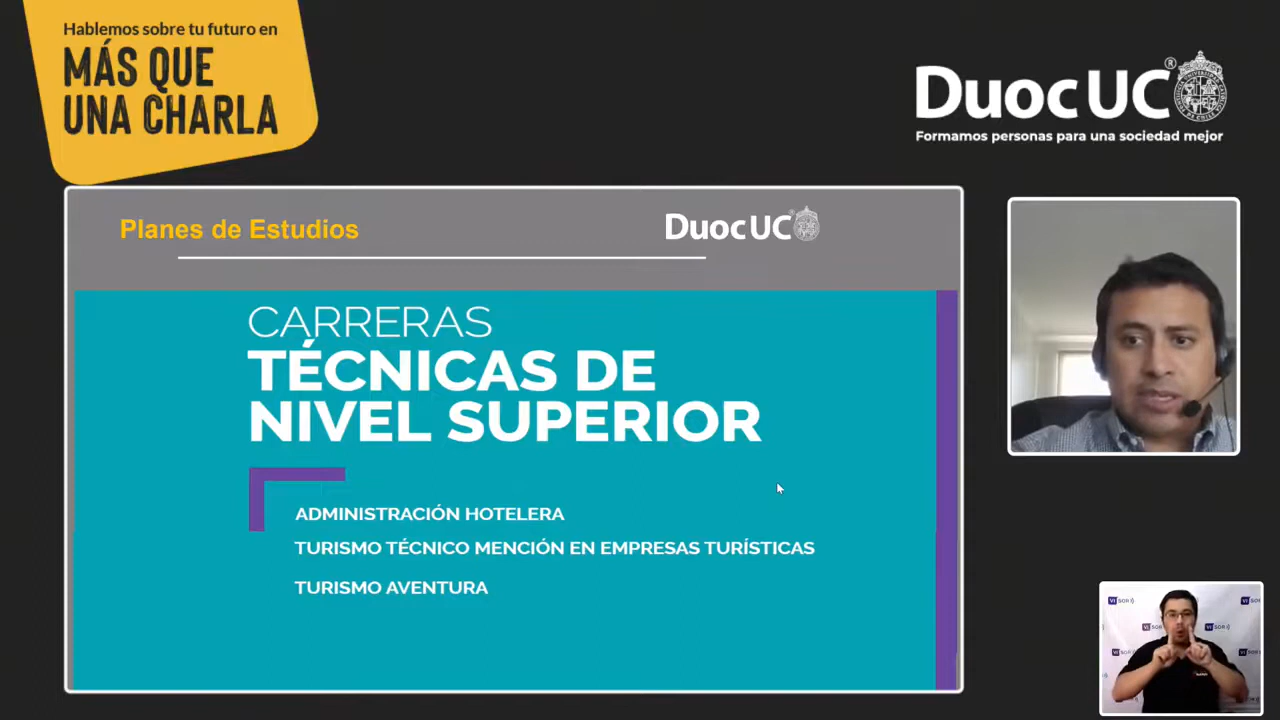 Hablemos sobre tu futuro en
MÁS QUE
UNA CHARLA
DuocUC®
Formamos personas para una sociedad mejor
Planes de Estudios
DuocUC
CARRERAS
TÉCNICAS DE
NIVEL SUPERIOR
ADMINISTRACIÓN HOTELERA
TURISMO TÉCNICO MENCIÓN EN EMPRESAS TURÍSTICAS
TURISMO AVENTURA